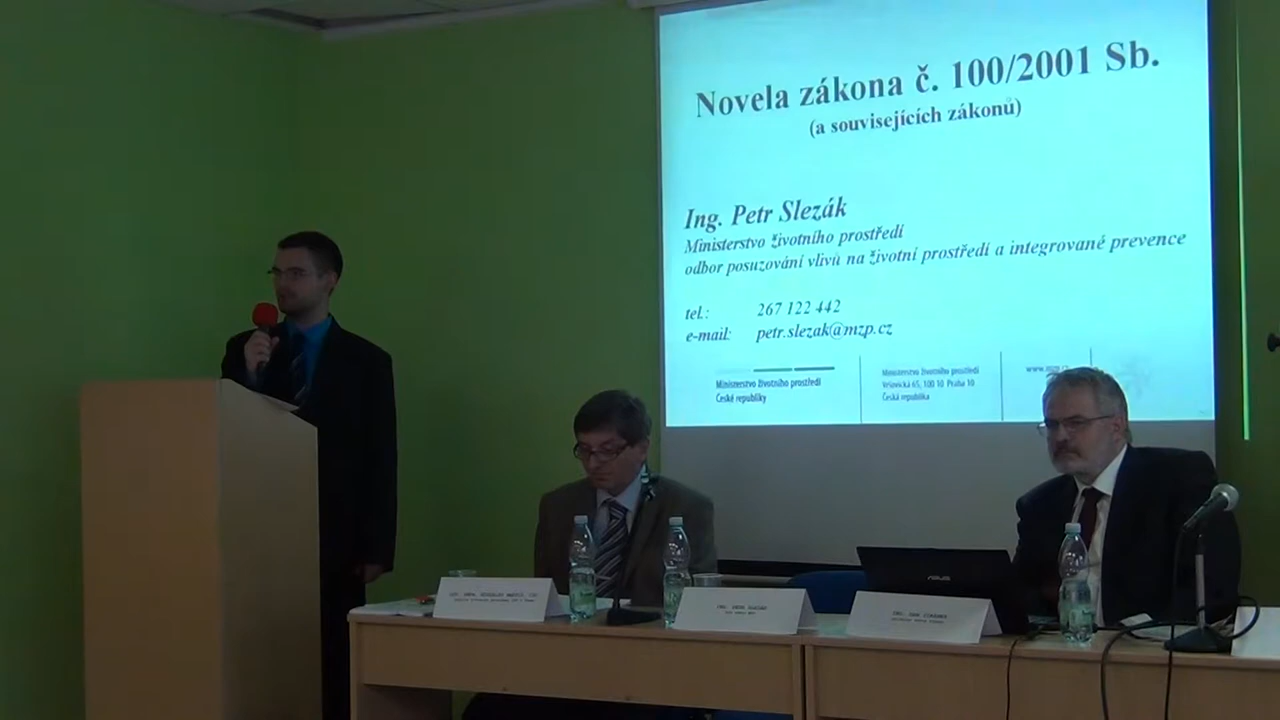 Novela zákona č. 100/2001 Sb.
(a souvisejících zákonů)
Ing. Petr Slezák
Ministerstvo životního prostředí
odbor posuzování vlivů na životní prostředí a integrované prevence
tel.: 267 122 442
e-mail: petr.slezak@mzp.cz
Ministerstvo životního prostředí
České republiky
Ministerstvo životního prostředí
Vršovická 65, 100 10 Praha 10
Česká republika
ASUS